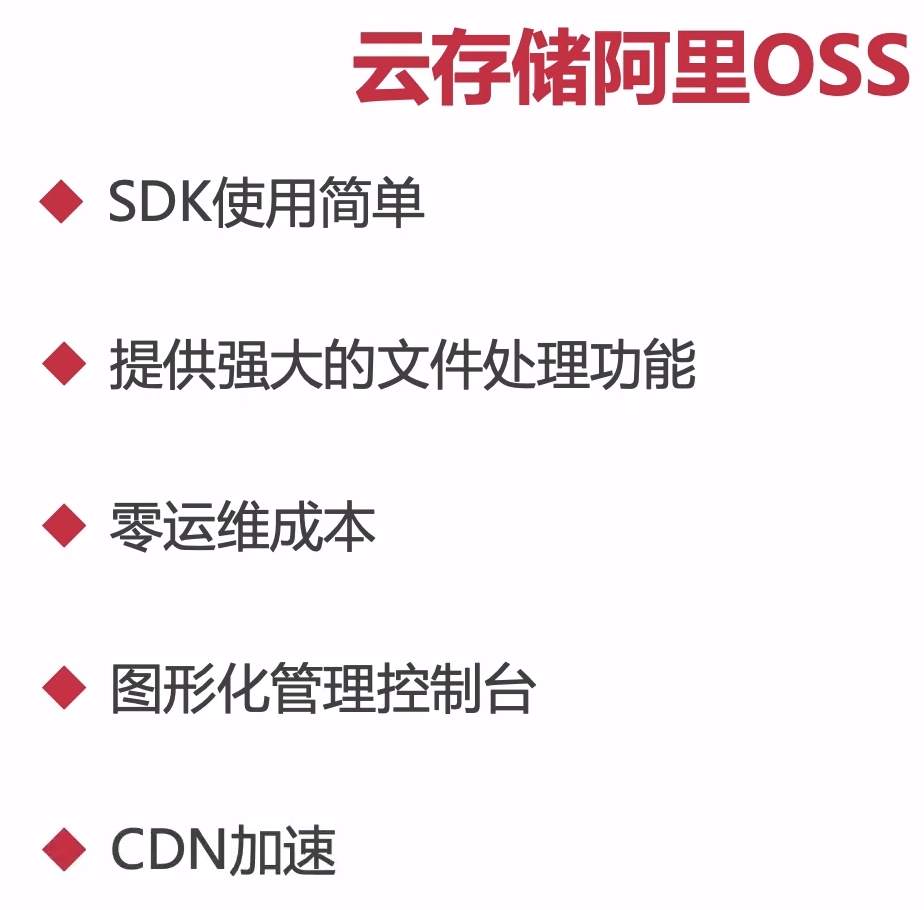 云存储阿里OSS
SDK使用简单
提供强大的文件处理功能
零运维成本
图形化管理控制台
CDN加速